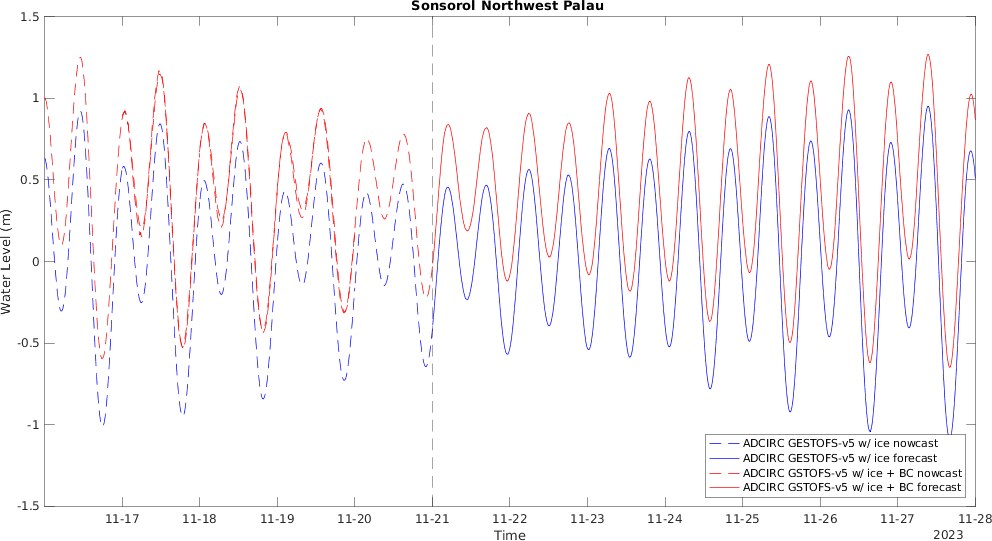 Sonsorol Northwest Palau
1.5
1
0.5
0
-0.5
-1
-1.5
Water Level (m)
ADCIRC GESTOFS-v5 w/ ice nowcast
ADCIRC GESTOFS-v5 w/ ice forecast
ADCIRC GSTOFS-v5 w/ ice + BC nowcast
ADCIRC GSTOFS-v5 w/ ice + BC forecast
11-17 11-18 11-19 11-20 11-21 11-22 11-23 11-24 11-25 11-26 11-27 11-28
Time
2023